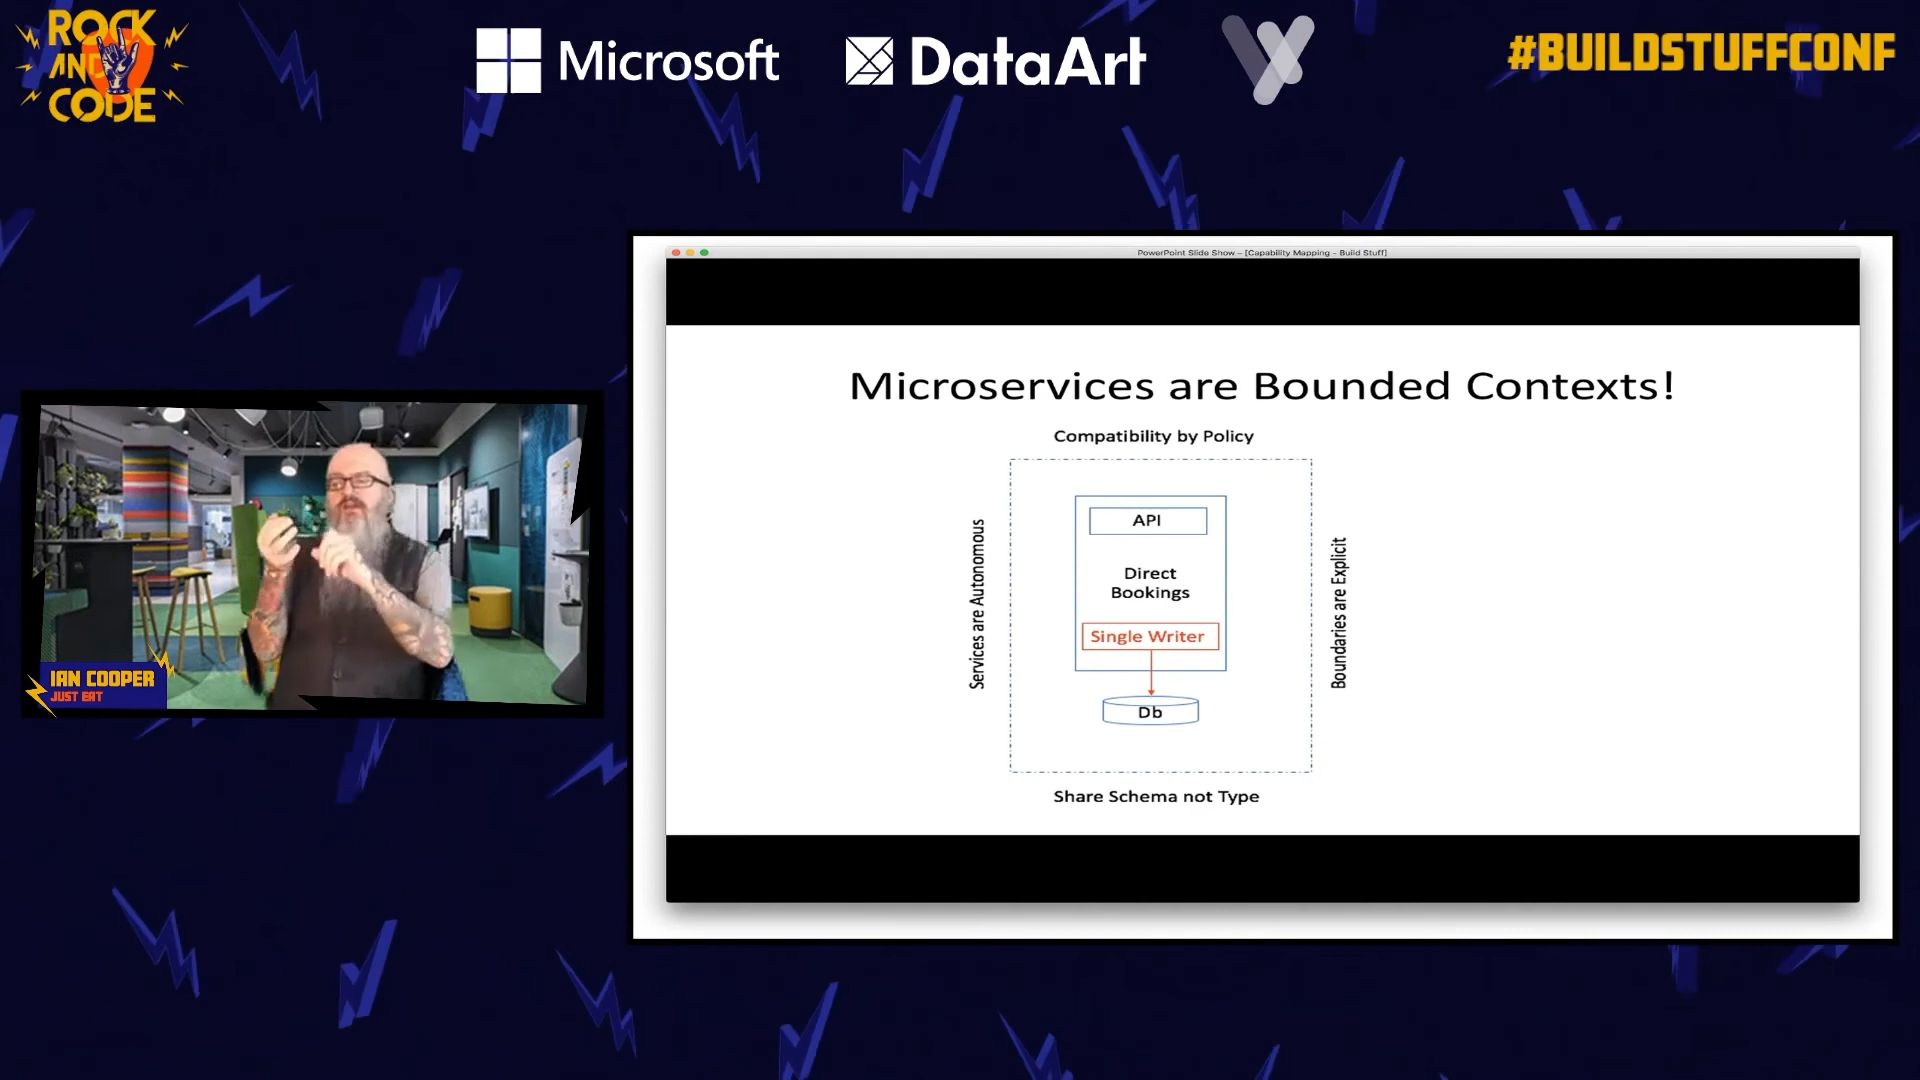 ROCK
AND
CODE
Microsoft
DataArt
#BUILDSTUFFCONF
PowerPoint Slide Show – [Capability Mapping - Build Stuff]
Microservices are Bounded Contexts!
Compatibility by Policy
Services are Autonomous
API
Direct
Bookings
Single Writer
Db
Boundaries are Explicit
Share Schema not Type
IAN COOPER
JUST EAT